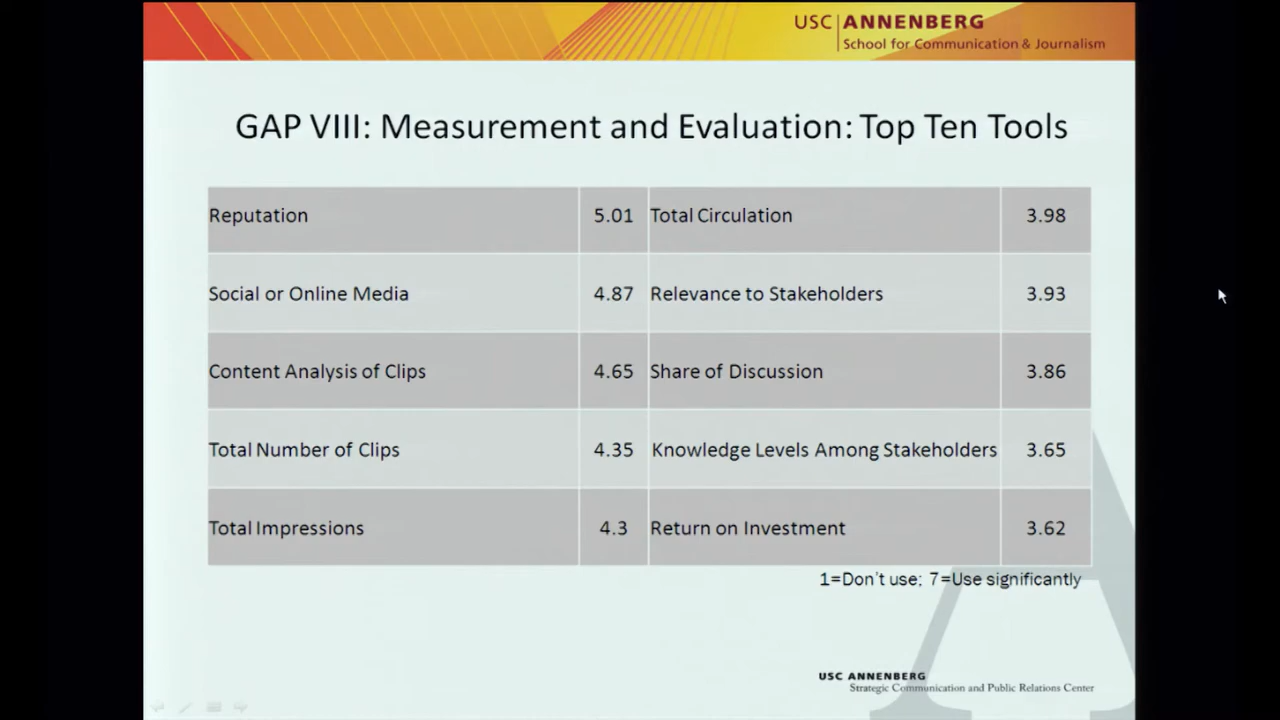 USC ANNENBERG
School for Communication & Journalism
GAP VIII: Measurement and Evaluation: Top Ten Tools
Reputation 5.01 Total Circulation 3.98
Social or Online Media 4.87 Relevance to Stakeholders 3.93
Content Analysis of Clips 4.65 Share of Discussion 3.86
Total Number of Clips 4.35 Knowledge Levels Among Stakeholders 3.65
Total Impressions 4.3 Return on Investment 3.62
1=Don't use; 7=Use significantly
USC ANNENBERG
Strategic Communication and Public Relations Center